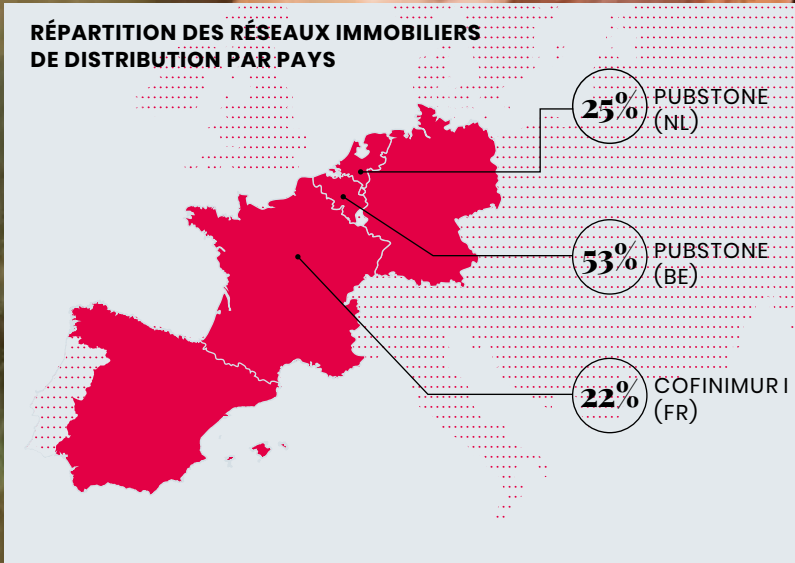 RÉPARTITION DES RÉSEAUX IMMOBILIERS
DE DISTRIBUTION PAR PAYS
25% PUBSTONE
(NL)
53% PUBSTONE
(BE)
22% COFINIMUR I
(FR)